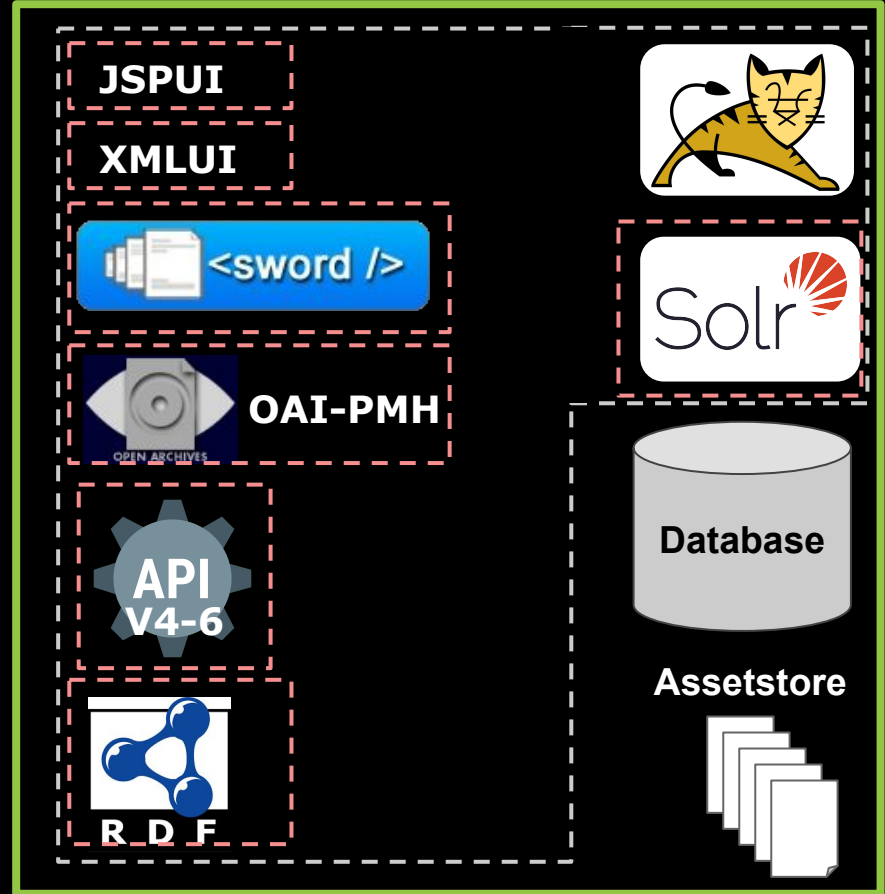 JSPUI
XMLUI
<sword />
Solr
OAI-PMH
OPEN ARCHIVES
Database
API
V4-6
Assetstore
R D F